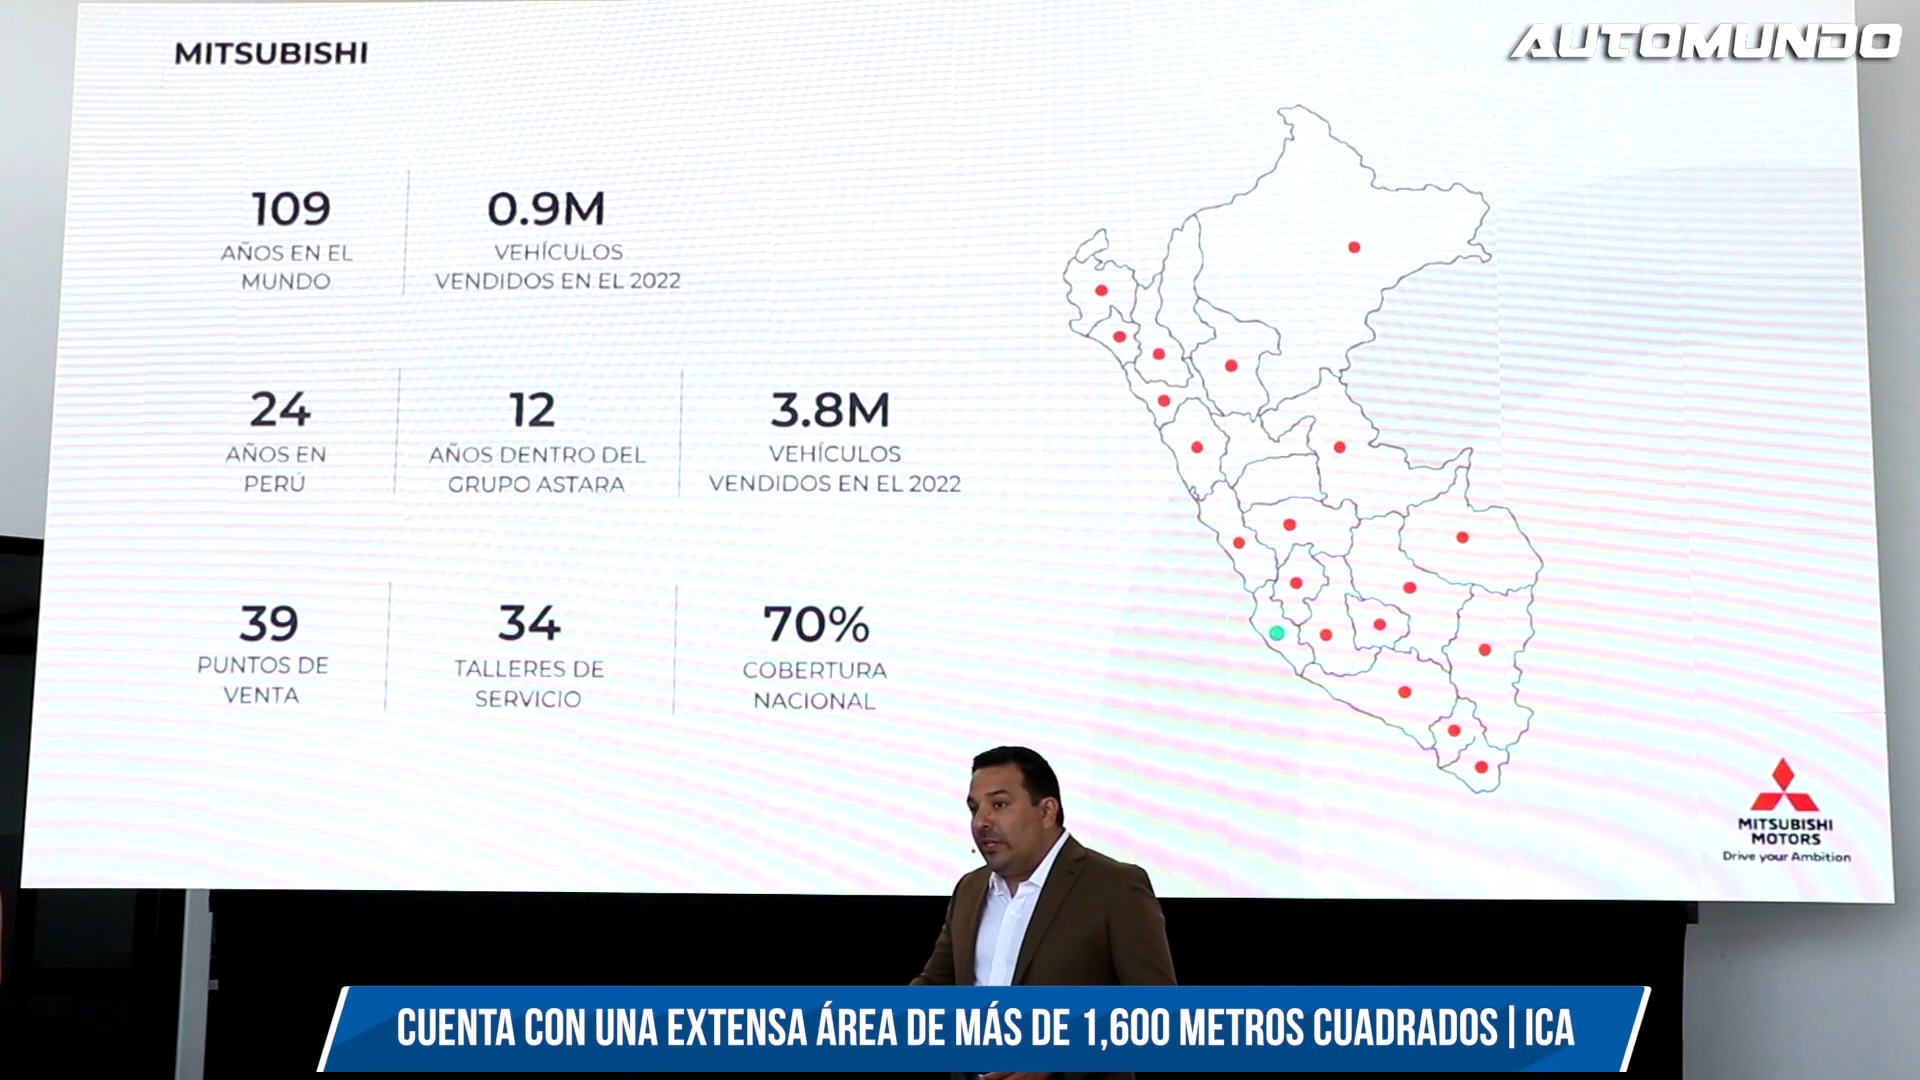 MITSUBISHI
AUTOMUNDO
109
AÑOS EN EL
MUNDO
0.9M
VEHÍCULOS
VENDIDOS EN EL 2022
24
AÑOS EN
PERÚ
12
AÑOS DENTRO DEL
GRUPO ASTARA
3.8M
VEHÍCULOS
VENDIDOS EN EL 2022
39
PUNTOS DE
VENTA
34
TALLERES DE
SERVICIO
70%
COBERTURA
NACIONAL
MITSUBISHI
MOTORS
Drive your Ambition
CUENTA CON UNA EXTENSA ÁREA DE MÁS DE 1,600 METROS CUADRADOS | ICA